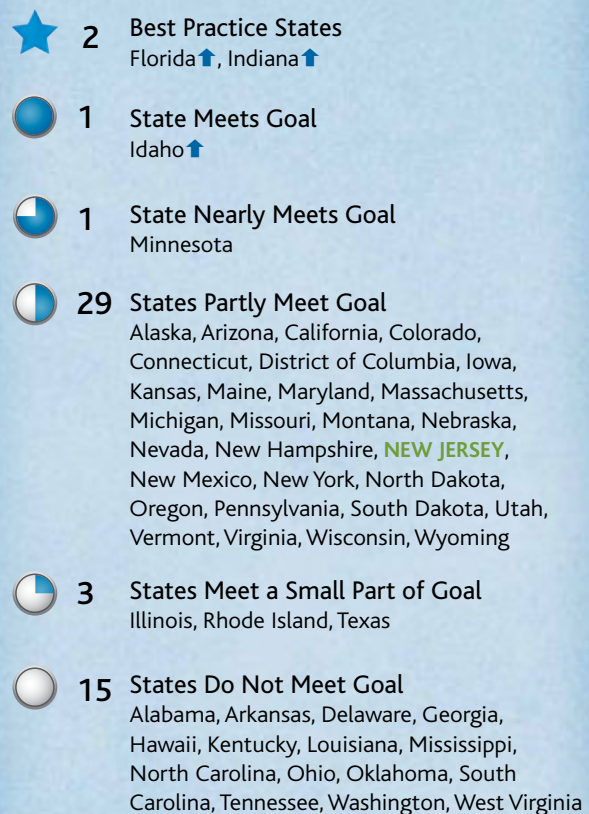 2 Best Practice States
Florida⬆, Indiana⬆
1 State Meets Goal
Idaho⬆
1 State Nearly Meets Goal
Minnesota
29 States Partly Meet Goal
Alaska, Arizona, California, Colorado,
Connecticut, District of Columbia, Iowa,
Kansas, Maine, Maryland, Massachusetts,
Michigan, Missouri, Montana, Nebraska,
Nevada, New Hampshire, NEW JERSEY,
New Mexico, New York, North Dakota,
Oregon, Pennsylvania, South Dakota, Utah,
Vermont, Virginia, Wisconsin, Wyoming
3 States Meet a Small Part of Goal
Illinois, Rhode Island, Texas
15 States Do Not Meet Goal
Alabama, Arkansas, Delaware, Georgia,
Hawaii, Kentucky, Louisiana, Mississippi,
North Carolina, Ohio, Oklahoma, South
Carolina, Tennessee, Washington, West Virginia